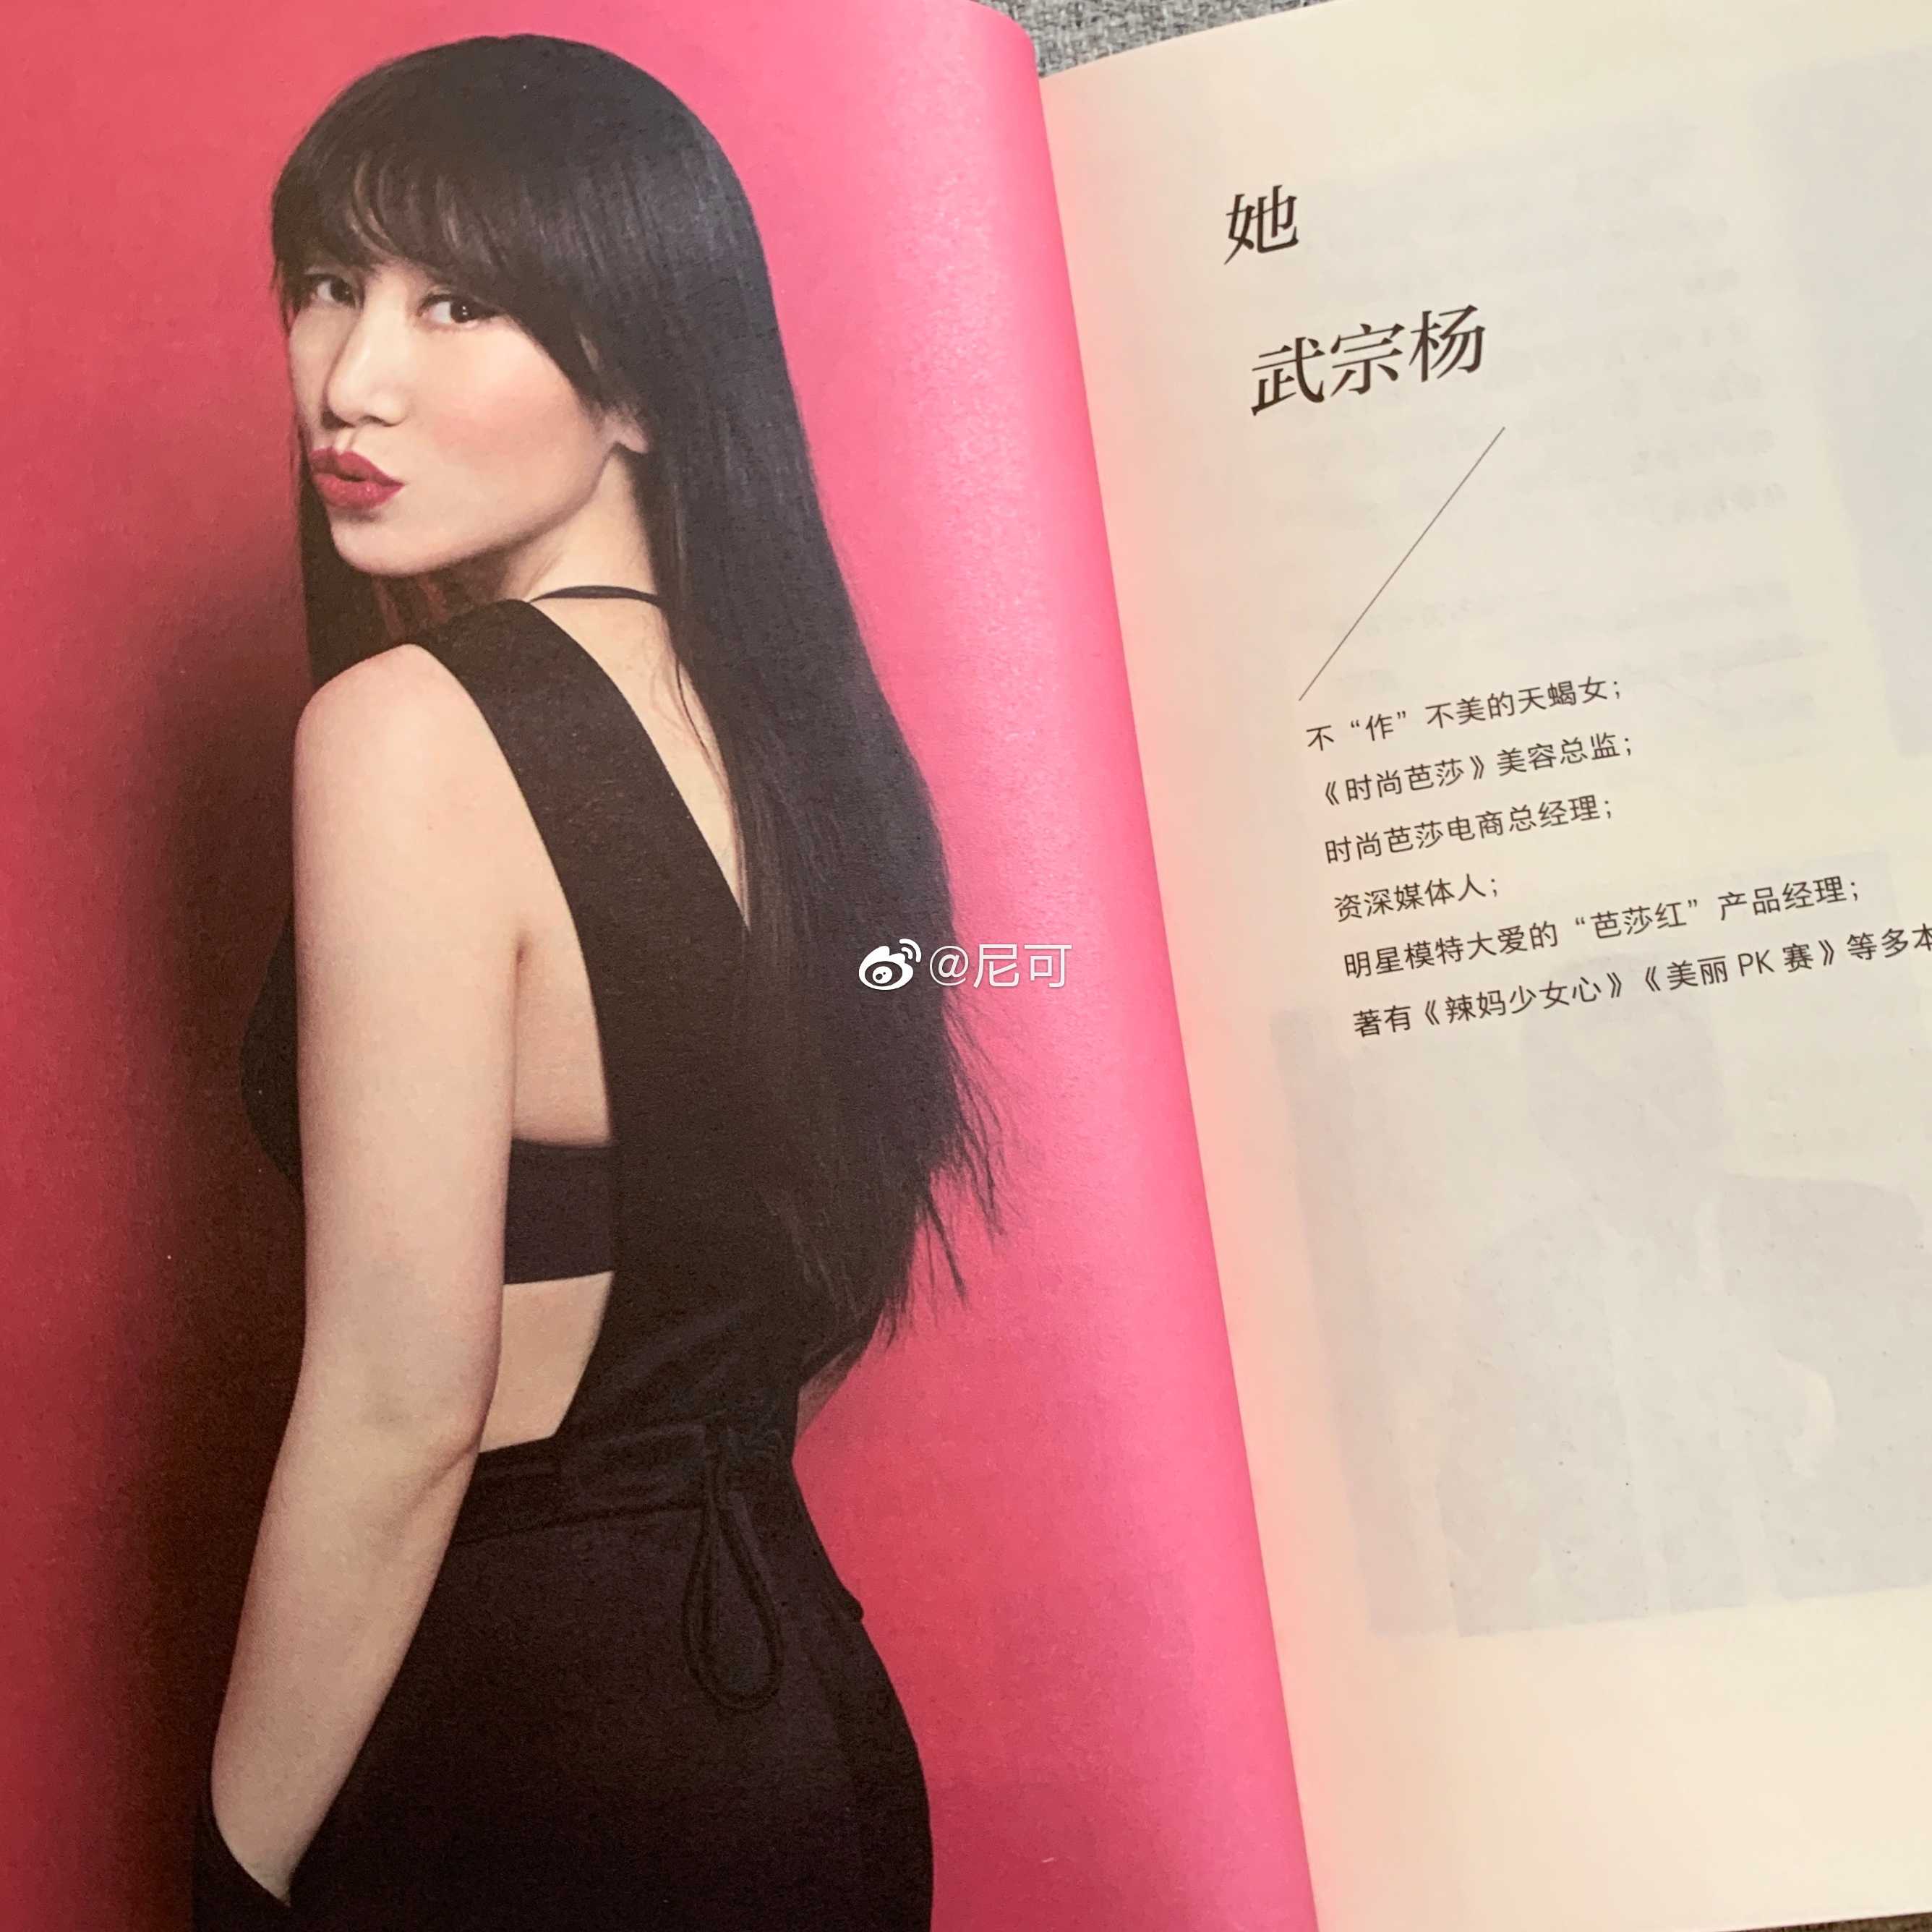 她
武宗杨
不“作”不美的天蝎女；
《时尚芭莎》美容总监；
时尚芭莎电商总经理；
资深媒体人；
明星模特大爱的“芭莎红”产品经理；
著有《辣妈少女心》《美丽 PK 赛》等多本
@尼可